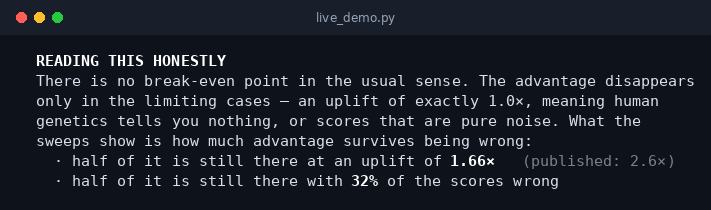 live_demo.py
READING THIS HONESTLY
There is no break-even point in the usual sense. The advantage disappears
only in the limiting cases — an uplift of exactly 1.0×, meaning human
genetics tells you nothing, or scores that are pure noise. What the
sweeps show is how much advantage survives being wrong:
· half of it is still there at an uplift of 1.66× (published: 2.6×)
· half of it is still there with 32% of the scores wrong